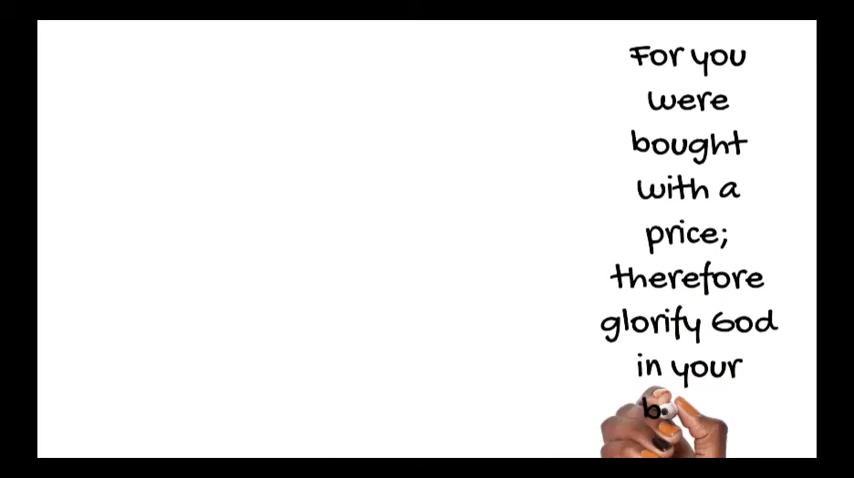 For you
were
bought
with a
price;
therefore
glorify God
in your
b